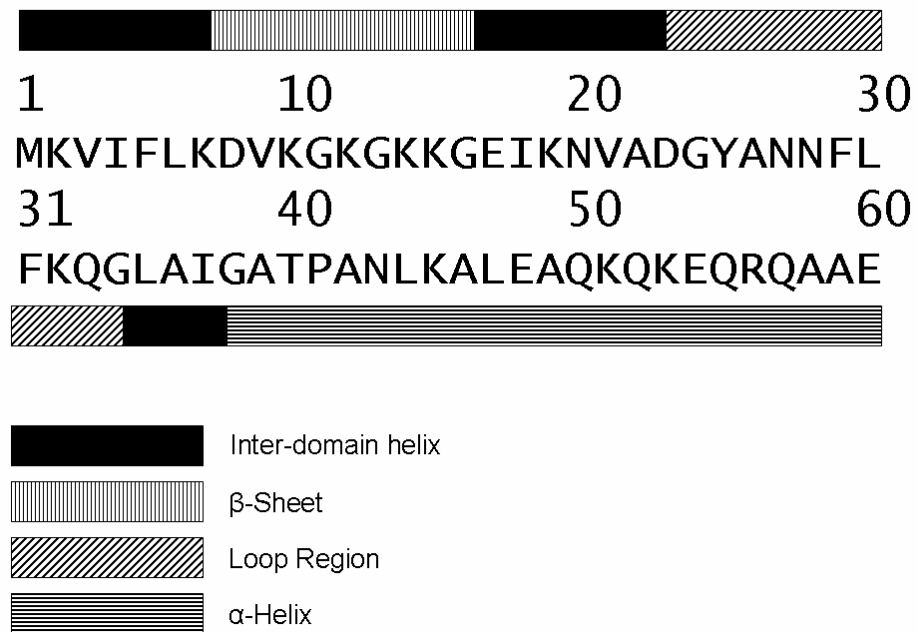 1 10 20 30
MKVIFLKDVKGKGKKGEIKNVADGYANNFL
31 40 50 60
FKQGLAIGATPANLKALEAQKQKEQRQAAE
Inter-domain helix
β-Sheet
Loop Region
α-Helix